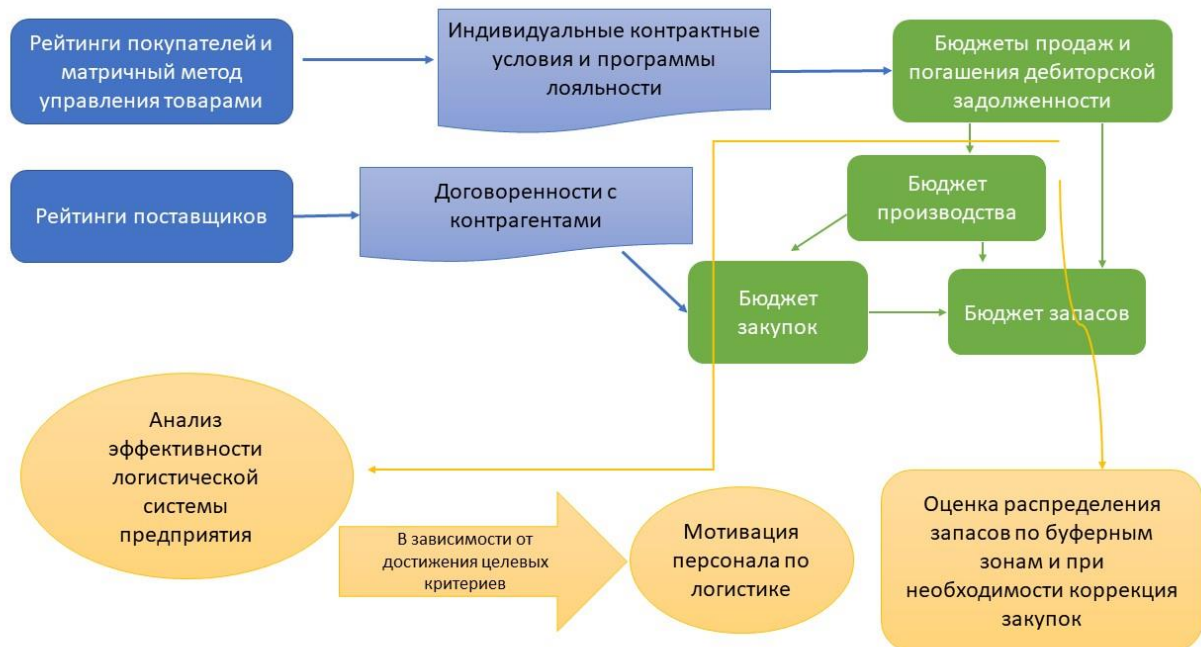 Рейтинги покупателей и
матричный метод
управления товарами
Индивидуальные контрактные
условия и программы
лояльности
Бюджеты продаж и
погашения дебиторской
задолженности
Рейтинги поставщиков
Договоренности с
контрагентами
Бюджет
производства
Бюджет
закупок
Бюджет запасов
Анализ
эффективности
логистической
системы
предприятия
В зависимости от
достижения целевых
критериев
Мотивация
персонала по
логистике
Оценка распределения
запасов по буферным
зонам и при
необходимости коррекция
закупок